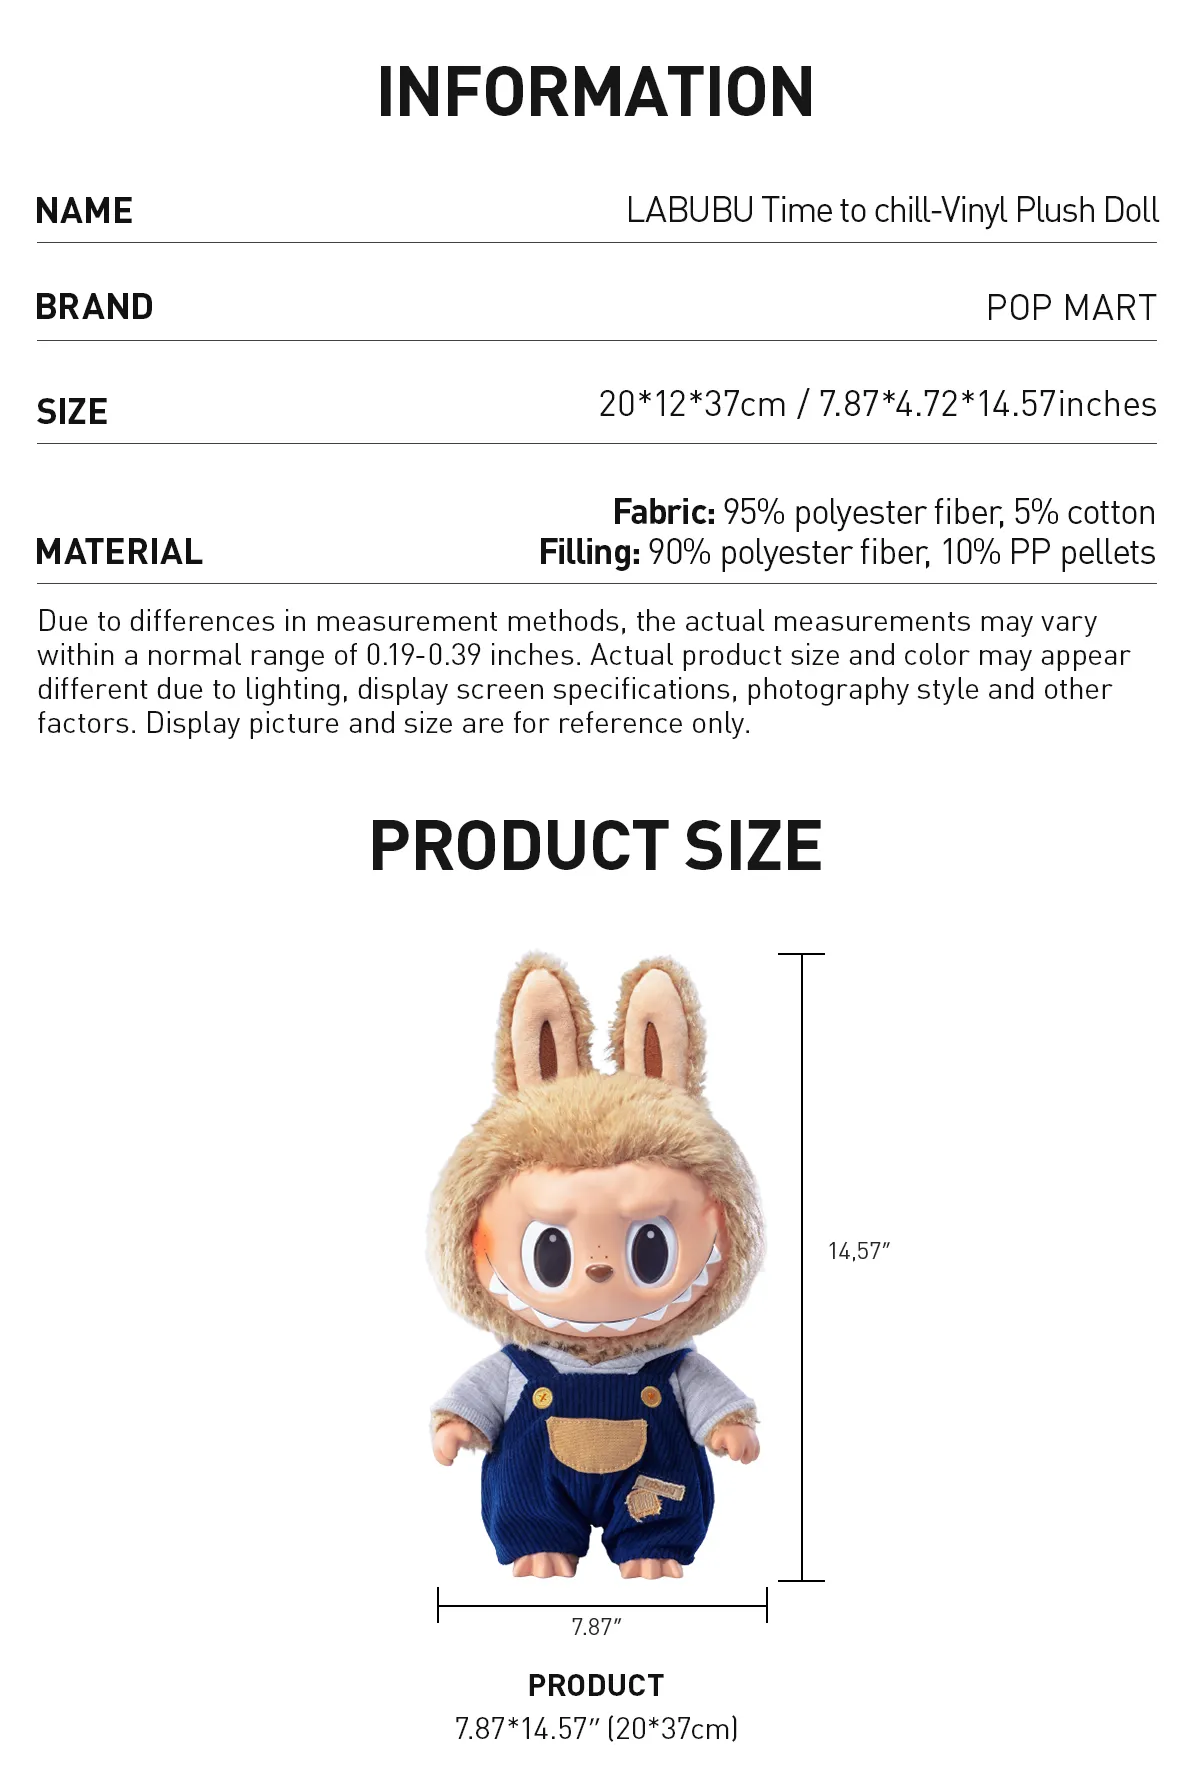 INFORMATION
NAME
LABUBU Time to chill-Vinyl Plush Doll
BRAND
POP MART
SIZE
20*12*37cm / 7.87*4.72*14.57inches
Fabric: 95% polyester fiber, 5% cotton
MATERIAL
Filling: 90% polyester fiber, 10% PP pellets
Due to differences in measurement methods, the actual measurements may vary
within a normal range of 0.19-0.39 inches. Actual product size and color may appear
different due to lighting, display screen specifications, photography style and other
factors. Display picture and size are for reference only.
PRODUCT SIZE
14,57”
7.87”
PRODUCT
7.87*14.57” (20*37cm)